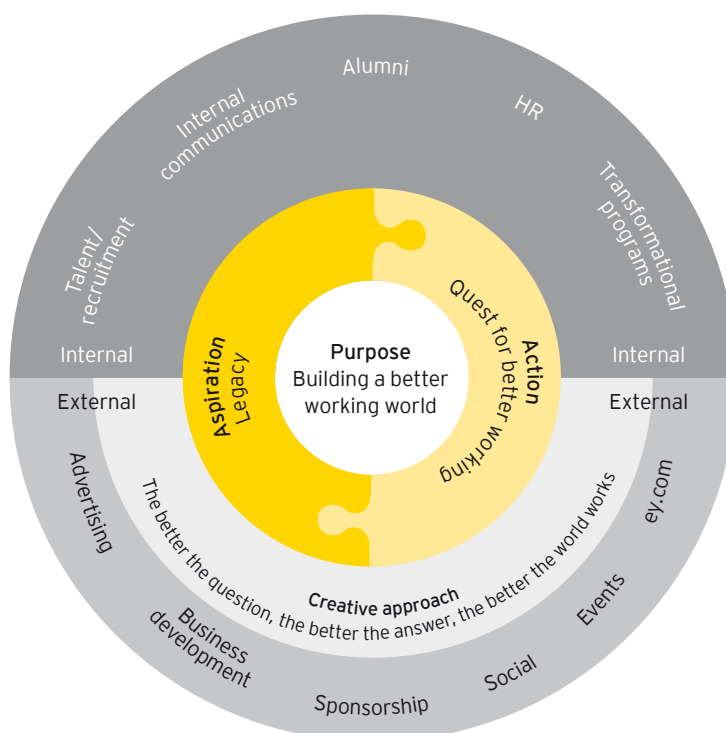 Alumni
Internal
communications
HR
Talent/
recruitment
Transformational
programs
Internal
Internal
Purpose
Building a better
working world
Aspiration
Legacy
Action
Quest for better working
External
External
Advertising
ey.com
Creative approach
The better the question, the better the answer, the better the world works
Business
development
Events
Social
Sponsorship